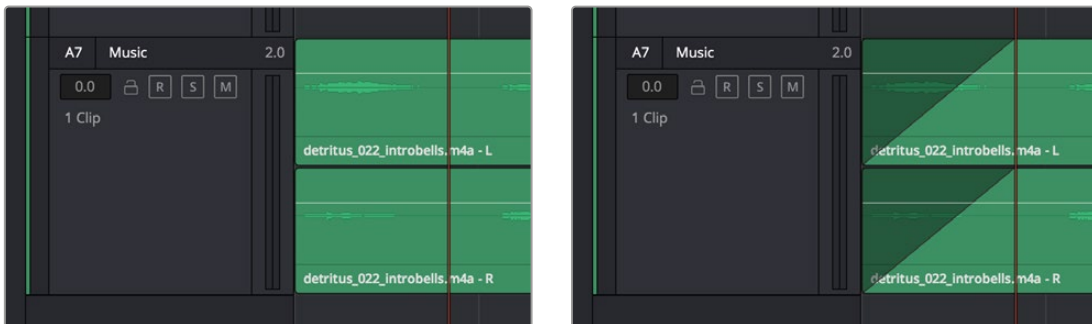 A7 Music 2.0
0.0 R S M
1 Clip
detritus_022_introbells.m4a - L
detritus_022_introbells.m4a - R
A7 Music 2.0
0.0 R S M
1 Clip
detritus_022_introbells.m4a - L
detritus_022_introbells.m4a - R